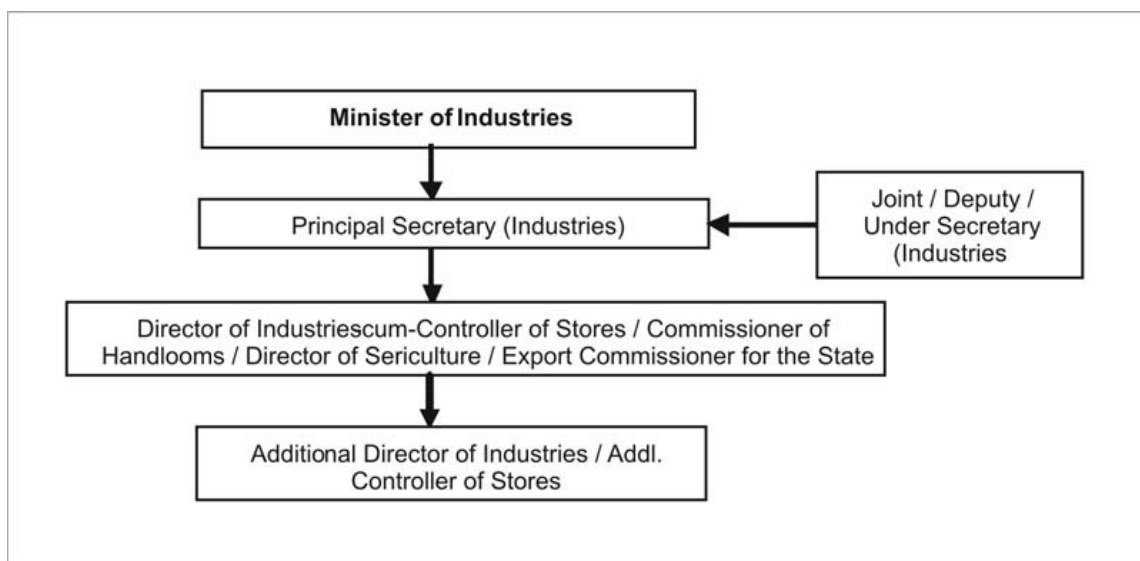 Minister of Industries
Principal Secretary (Industries)
Joint / Deputy /
Under Secretary
(Industries
Director of Industriescum-Controller of Stores / Commissioner of
Handlooms / Director of Sericulture / Export Commissioner for the State
Additional Director of Industries / Addl.
Controller of Stores